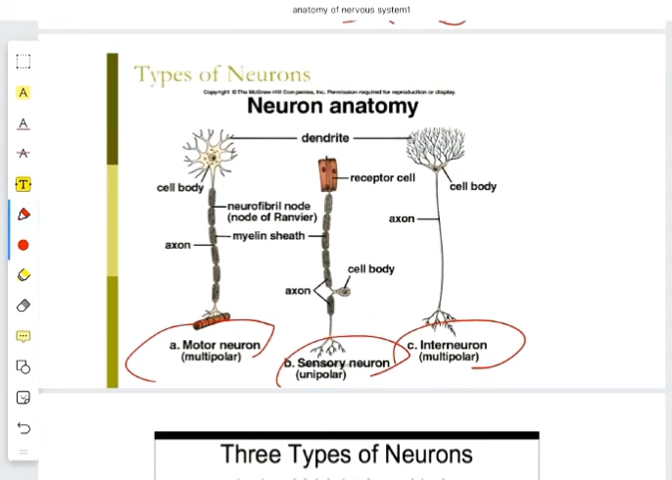 anatomy of nervous system1
Types of Neurons
Copyright © The McGraw-Hill Companies, Inc. Permission required for reproduction or display.
Neuron anatomy
dendrite
receptor cell
cell body
cell body
neurofibril node
(node of Ranvier)
axon
myelin sheath
axon
cell body
axon
a. Motor neuron
(multipolar)
b. Sensory neuron
(unipolar)
c. Interneuron
(multipolar)
Three Types of Neurons
A
A
A
T